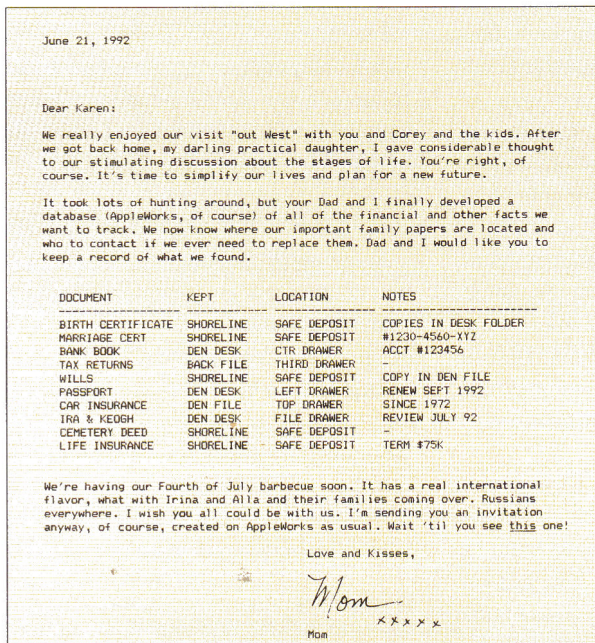 June 21, 1992
Dear Karen:
We really enjoyed our visit "out West" with you and Corey and the kids. After
we got back home, my darling practical daughter, I gave considerable thought
to our stimulating discussion about the stages of life. You're right, of
course. It's time to simplify our lives and plan for a new future.
It took lots of hunting around, but your Dad and I finally developed a
database (AppleWorks, of course) of all of the financial and other facts we
want to track. We now know where our important family papers are located and
who to contact if we ever need to replace them. Dad and I would like you to
keep a record of what we found.
DOCUMENT KEPT LOCATION NOTES
BIRTH CERTIFICATE SHORELINE SAFE DEPOSIT COPIES IN DESK FOLDER
MARRIAGE CERT SHORELINE SAFE DEPOSIT #1230-4560-XYZ
BANK BOOK DEN DESK CTR DRAWER ACCT #123456
TAX RETURNS BACK FILE THIRD DRAWER -
WILLS SHORELINE SAFE DEPOSIT COPY IN DEN FILE
PASSPORT DEN DESK LEFT DRAWER RENEW SEPT 1992
CAR INSURANCE DEN FILE TOP DRAWER SINCE 1972
IRA & KEOGH DEN DESK FILE DRAWER REVIEW JULY 92
CEMETERY DEED SHORELINE SAFE DEPOSIT -
LIFE INSURANCE SHORELINE SAFE DEPOSIT TERM $75K
We're having our Fourth of July barbecue soon. It has a real international
flavor, what with Irina and Alla and their families coming over. Russians
everywhere. I wish you all could be with us. I'm sending you an invitation
anyway, of course, created on AppleWorks as usual. Wait 'til you see this one!
Love and Kisses,
Mom
x x x x x
Mom